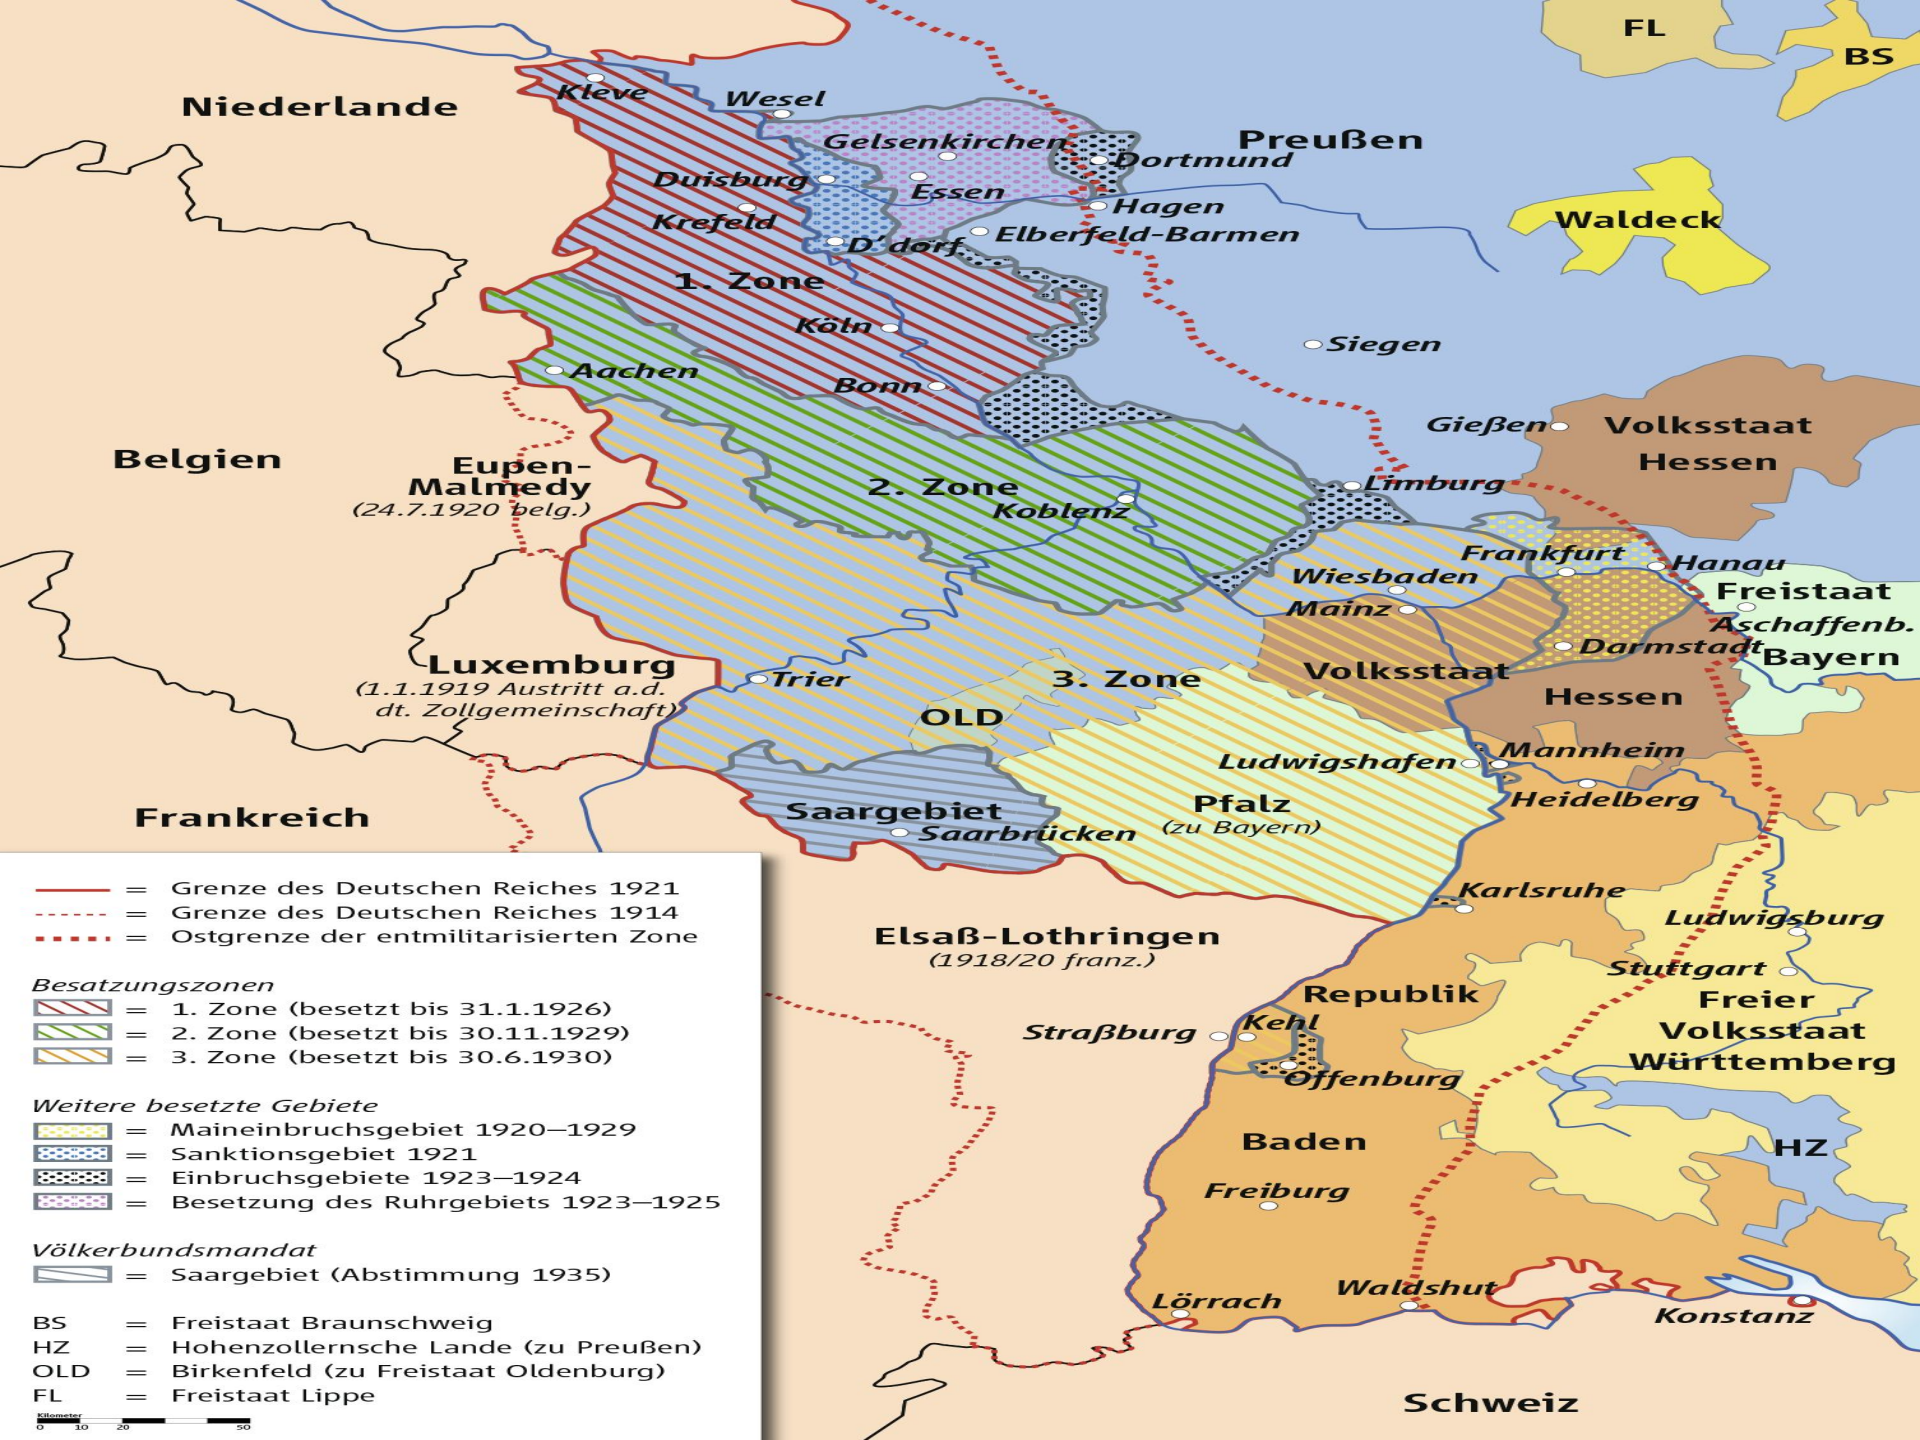 FL
BS
Niederlande
Kleve
Wesel
Gelsenkirchen
Preußen
Dortmund
Duisburg
Essen
Krefeld
Hagen
Waldeck
D'dorf
Elberfeld-Barmen
1. Zone
Köln
Siegen
Aachen
Bonn
Gießen
Volksstaat
Hessen
Belgien
Eupen-
Malmedy
(24.7.1920 belg.)
2. Zone
Koblenz
Limburg
Frankfurt
Hanau
Wiesbaden
Mainz
Freistaat
Aschaffenb.
Bayern
Darmstadt
Luxemburg
(1.1.1919 Austritt a.d.
dt. Zollgemeinschaft)
Trier
3. Zone
Volksstaat
Hessen
OLD
Mannheim
Ludwigshafen
Heidelberg
Frankreich
Saargebiet
Saarbrücken
Pfalz
(zu Bayern)
Karlsruhe
Ludwigsburg
Elsaß-Lothringen
(1918/20 franz.)
Stuttgart
Republik
Freier
Volksstaat
Württemberg
Straßburg
Kehl
Offenburg
Baden
HZ
Freiburg
Lörrach
Waldshut
Konstanz
Schweiz
= Grenze des Deutschen Reiches 1921
= Grenze des Deutschen Reiches 1914
= Ostgrenze der entmilitarisierten Zone
Besatzungszonen
= 1. Zone (besetzt bis 31.1.1926)
= 2. Zone (besetzt bis 30.11.1929)
= 3. Zone (besetzt bis 30.6.1930)
Weitere besetzte Gebiete
= Maineinbruchsgebiet 1920–1929
= Sanktionsgebiet 1921
= Einbruchsgebiete 1923–1924
= Besetzung des Ruhrgebiets 1923–1925
Völkerbundsmandat
= Saargebiet (Abstimmung 1935)
BS = Freistaat Braunschweig
HZ = Hohenzollernsche Lande (zu Preußen)
OLD = Birkenfeld (zu Freistaat Oldenburg)
FL = Freistaat Lippe
Kilometer
0 10 20 50